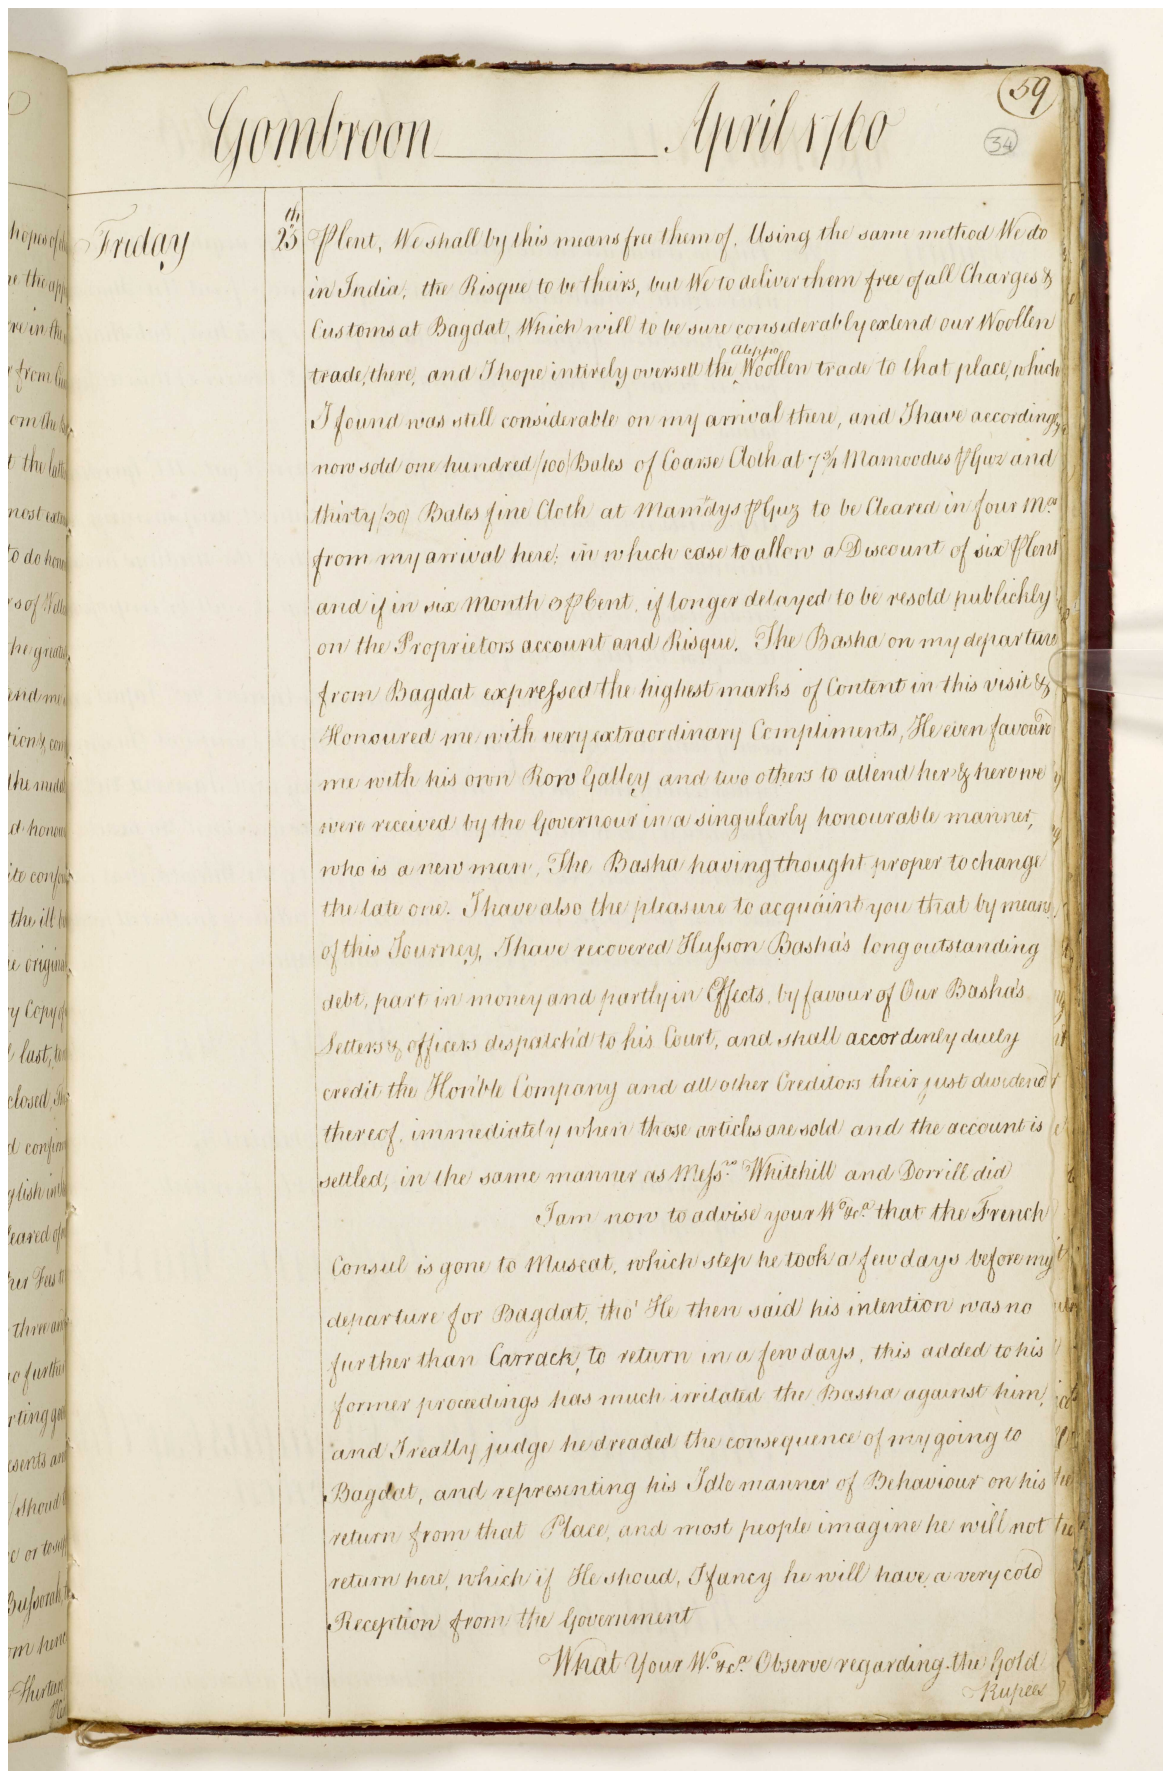 59
34
Gombroon April 1760
Friday 25th
⅌Cent, We shall by this means free them of. Using the same method We do
in India, the Risque to be theirs, but We to deliver them free of all Charges &
Customs at Bagdat, Which will to be sure considerably extend our Woollen
trade, there, and I hope intirely oversett the Aleppo Woollen trade to that place, which
I found was still considerable on my arrival there, and I have according
now sold one hundred /100/ Bales of Coarse Cloth at 7¾ Mamoodies ⅌ Guz and
thirty /30/ Bales fine Cloth at Mam:dys ⅌ Guz to be Cleared in four Mo.
from my arrival here; in which case to allow a Discount of six ⅌Cent
and if in six Month 3 ⅌Cent, if longer delayed to be resold publickly
on the Proprietors account and Risque. The Basha on my departure
from Bagdat expressed the highest marks of Content in this visit &
Honoured me with very extraordinary Compliments, He even favourd
me with his own Row Galley and two others to attend her & here we
were received by the Governour in a singularly honourable manner,
who is a new man, The Basha having thought proper to change
the late one. I have also the pleasure to acquaint you that by means
of this Journey, I have recovered Husson Basha's long outstanding
debt, part in money and partly in Effects, by favour of Our Basha's
Letters & officers despatch'd to his Court, and shall accordinly duely
credit the Hon'ble Company and all other Creditors their just dividend
thereof, immediately when those articles are sold and the account is
settled, in the same manner as Mess.rs Whitehill and Dorrill did
I am now to advise your W.o &c.a that the French
Consul is gone to Muscat, which step he took a few days before my
departure for Bagdat, tho' He then said his intention was no
further than Carrack, to return in a few days, this added to his
former proceedings has much irritated the Basha against him,
and I really judge he dreaded the consequence of my going to
Bagdat, and representing his Idle manner of Behaviour on his
return from that Place, and most people imagine he will not
return here, which if He shoud, I fancy he will have a very cold
Reception from the Government
What Your W.o &c.a Observe regarding the Gold
Rupees